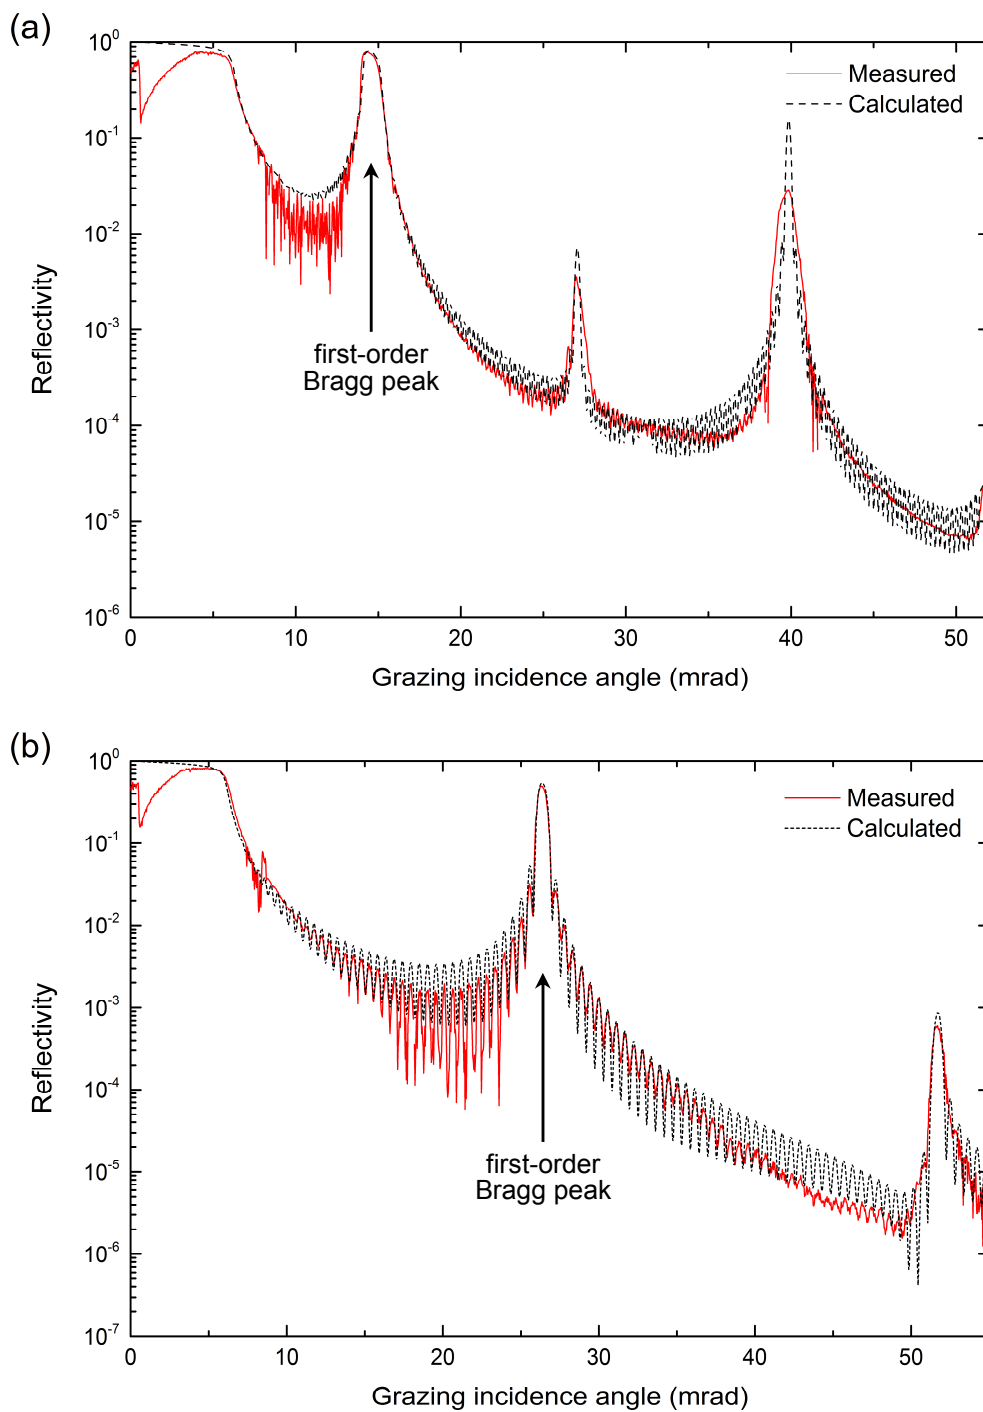 (a)
10^0
10^-1
10^-2
10^-3
10^-4
10^-5
10^-6
Reflectivity
Measured
Calculated
first-order
Bragg peak
0 10 20 30 40 50
Grazing incidence angle (mrad)
(b)
10^0
10^-1
10^-2
10^-3
10^-4
10^-5
10^-6
10^-7
Reflectivity
Measured
Calculated
first-order
Bragg peak
0 10 20 30 40 50
Grazing incidence angle (mrad)